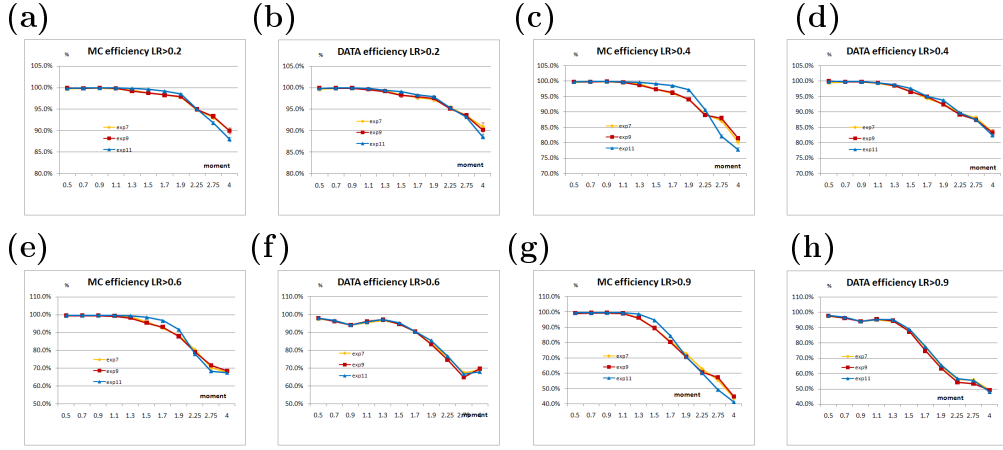 (a)
MC efficiency LR>0.2
%
105.0%
100.0%
95.0%
90.0%
85.0%
80.0%
exp7
exp9
exp11
moment
0.5 0.7 0.9 1.1 1.3 1.5 1.7 1.9 2.25 2.75 4
(b)
DATA efficiency LR>0.2
%
105.0%
100.0%
95.0%
90.0%
85.0%
80.0%
exp7
exp9
exp11
moment
0.5 0.7 0.9 1.1 1.3 1.5 1.7 1.9 2.25 2.75 4
(c)
MC efficiency LR>0.4
%
105.0%
100.0%
95.0%
90.0%
85.0%
80.0%
75.0%
70.0%
exp7
exp9
exp11
moment
0.5 0.7 0.9 1.1 1.3 1.5 1.7 1.9 2.25 2.75 4
(d)
DATA efficiency LR>0.4
%
105.0%
100.0%
95.0%
90.0%
85.0%
80.0%
75.0%
70.0%
exp7
exp9
exp11
moment
0.5 0.7 0.9 1.1 1.3 1.5 1.7 1.9 2.25 2.75 4
(e)
MC efficiency LR>0.6
%
110.0%
100.0%
90.0%
80.0%
70.0%
60.0%
50.0%
exp7
exp9
exp11
moment
0.5 0.7 0.9 1.1 1.3 1.5 1.7 1.9 2.25 2.75 4
(f)
DATA efficiency LR>0.6
%
110.0%
100.0%
90.0%
80.0%
70.0%
60.0%
50.0%
exp7
exp9
exp11
moment
0.5 0.7 0.9 1.1 1.3 1.5 1.7 1.9 2.25 4
(g)
MC efficiency LR>0.9
%
110.0%
100.0%
90.0%
80.0%
70.0%
60.0%
50.0%
40.0%
exp7
exp9
exp11
moment
0.5 0.7 0.9 1.1 1.3 1.5 1.7 1.9 2.25 2.75 4
(h)
DATA efficiency LR>0.9
%
110.0%
100.0%
90.0%
80.0%
70.0%
60.0%
50.0%
40.0%
exp7
exp9
exp11
moment
0.5 0.7 0.9 1.1 1.3 1.5 1.7 1.9 2.25 2.75 4